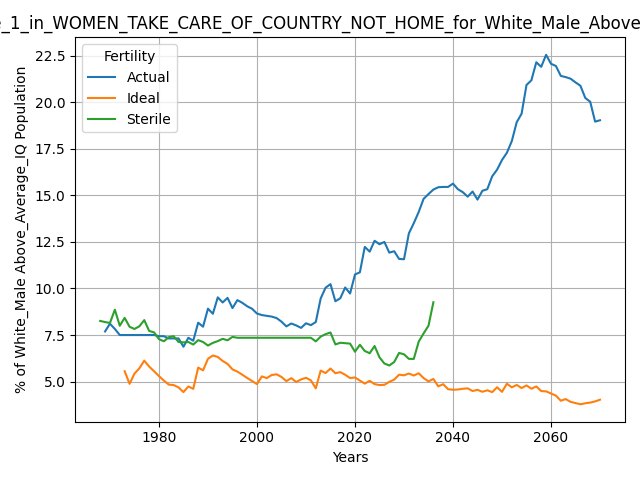 e_1_in_WOMEN_TAKE_CARE_OF_COUNTRY_NOT_HOME_for_White_Male_Above
Fertility
Actual
Ideal
Sterile
% of White_Male Above_Average_IQ Population
22.5
20.0
17.5
15.0
12.5
10.0
7.5
5.0
1980 2000 2020 2040 2060
Years